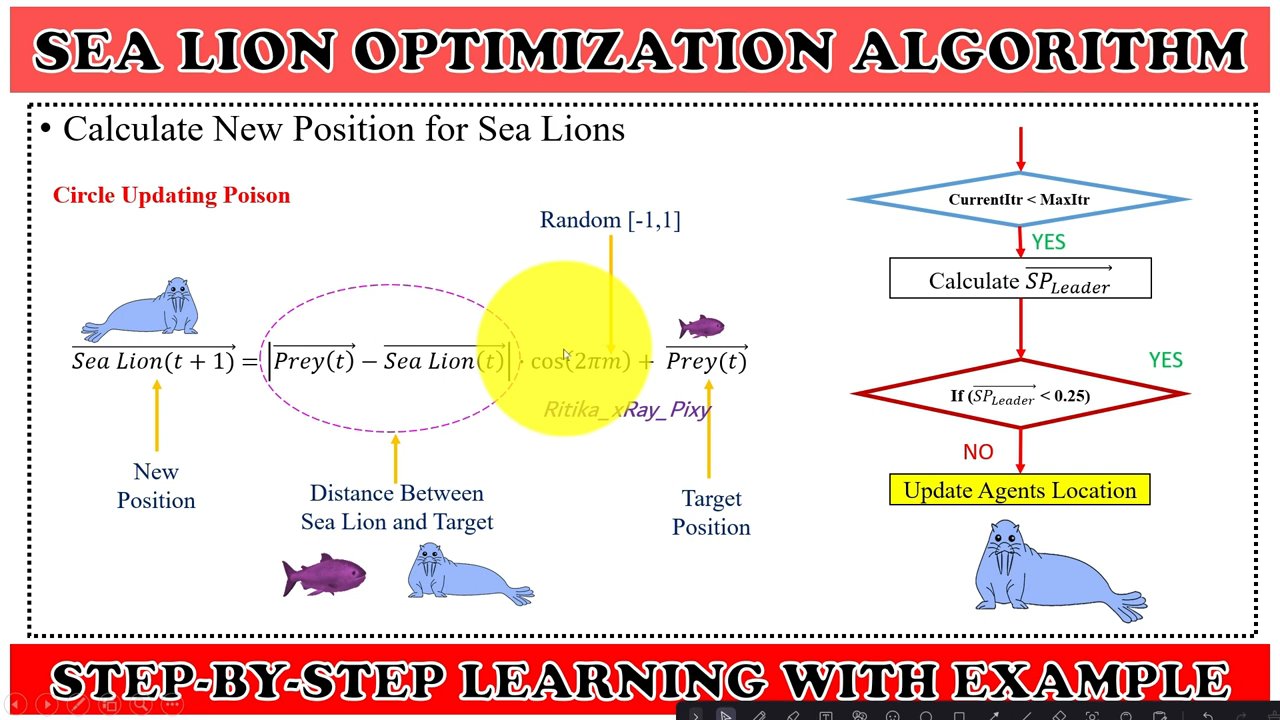 SEA LION OPTIMIZATION ALGORITHM
• Calculate New Position for Sea Lions
Circle Updating Poison
Random [-1,1]
Sea Lion(t + 1) = |Prey(t) − Sea Lion(t)| · cos(2πm) + Prey(t)
Ritika_xRay_Pixy
New
Position
Distance Between
Sea Lion and Target
Target
Position
CurrentItr < MaxItr
YES
Calculate SP_Leader
YES
If (SP_Leader < 0.25)
NO
Update Agents Location
STEP-BY-STEP LEARNING WITH EXAMPLE